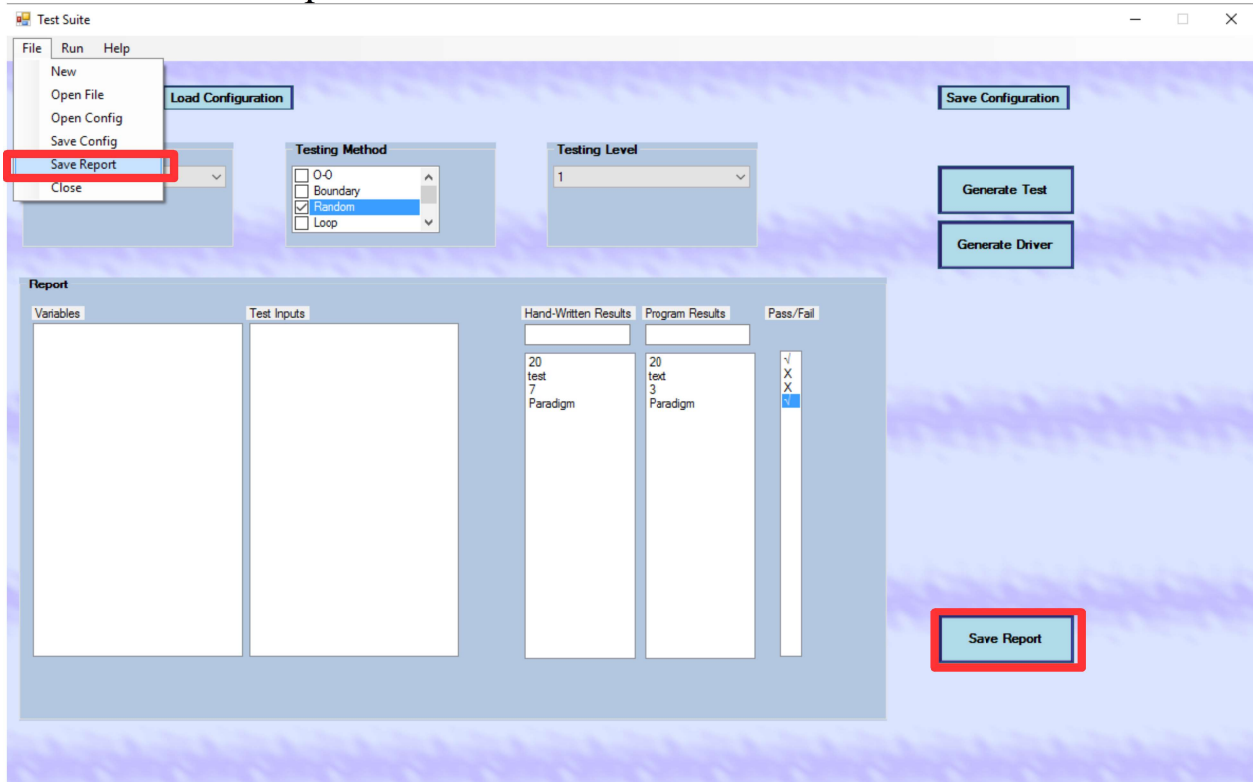 Test Suite
File Run Help
New
Open File
Open Config
Save Config
Save Report
Close
Load Configuration
Save Configuration
Testing Method
O-O
Boundary
Random
Loop
Testing Level
1
Generate Test
Generate Driver
Report
Variables
Test Inputs
Hand-Written Results
Program Results
Pass/Fail
20
test
7
Paradigm
20
text
3
Paradigm
√
X
X
√
Save Report